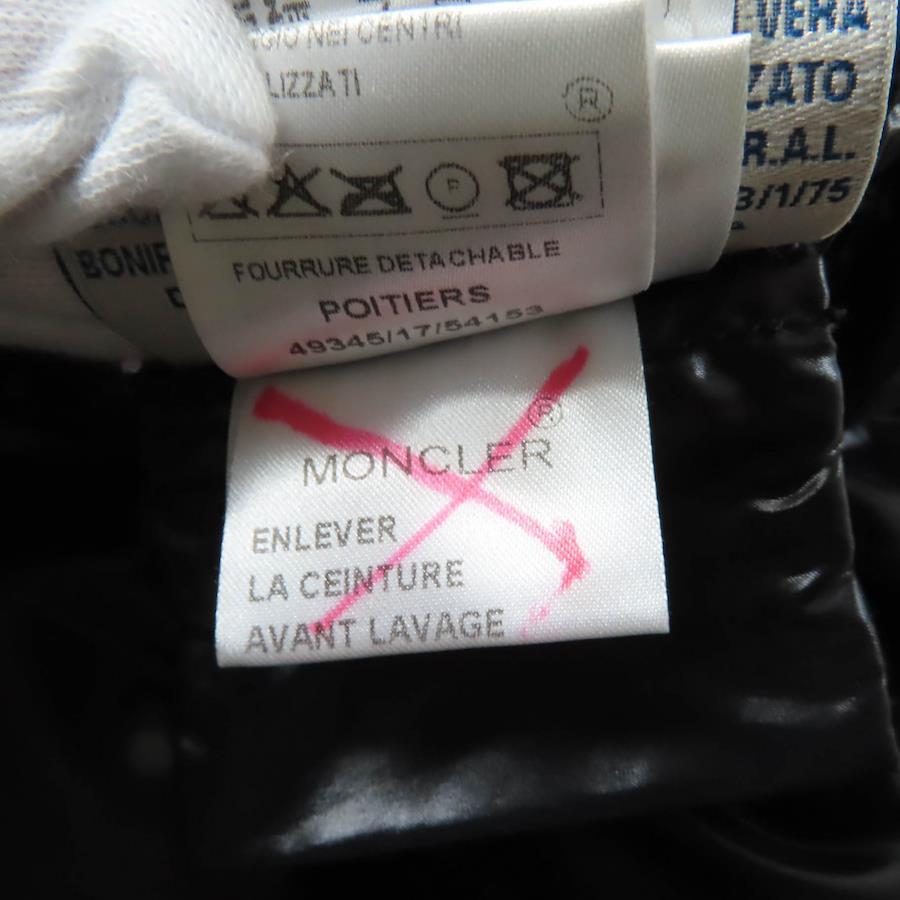 NEI CENTRI
LIZZATI
®
P
FOURRURE DETACHABLE
POITIERS
49345/17/54153
MONCLER®
ENLEVER
LA CEINTURE
AVANT LAVAGE
VERA
ZATO
R.A.L.
3/1/75
BONIF